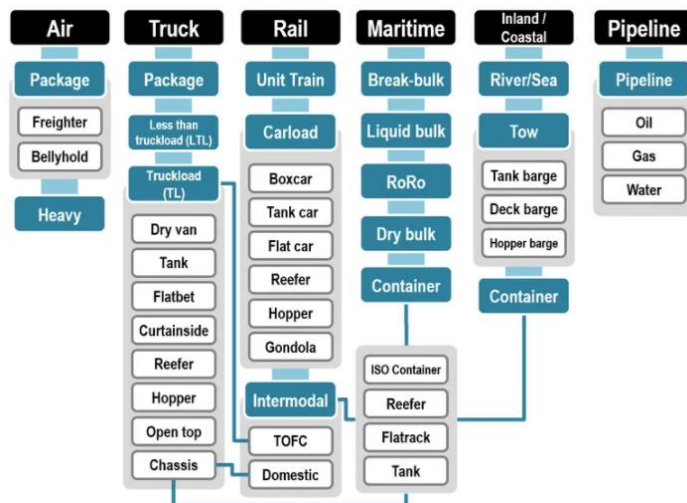 Air
Package
Freighter
Bellyhold
Heavy
Truck
Package
Less than
truckload (LTL)
Truckload
(TL)
Dry van
Tank
Flatbet
Curtainside
Reefer
Hopper
Open top
Chassis
Rail
Unit Train
Carload
Boxcar
Tank car
Flat car
Reefer
Hopper
Gondola
Intermodal
TOFC
Domestic
Maritime
Break-bulk
Liquid bulk
RoRo
Dry bulk
Container
ISO Container
Reefer
Flatrack
Tank
Inland /
Coastal
River/Sea
Tow
Tank barge
Deck barge
Hopper barge
Container
Pipeline
Pipeline
Oil
Gas
Water